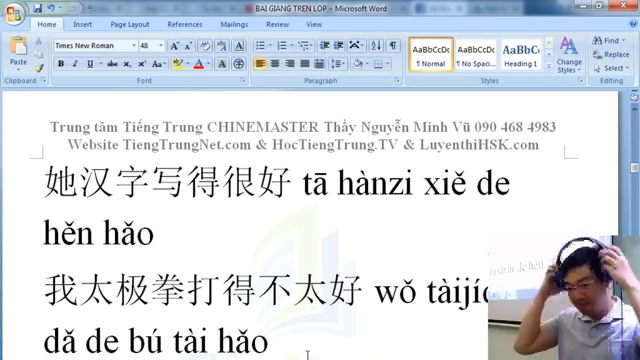 BAI GIANG TREN LOP - Microsoft Word
Home Insert Page Layout References Mailings Review View
Paste Times New Roman 48 AaBbCcDc AaBbCcDc AaBbC Find
B I U Replace
¶ Normal ¶ No Spaci... Heading 1 Change Styles Select
Clipboard Font Paragraph Styles Editing
Trung tâm Tiếng Trung CHINEMASTER Thầy Nguyễn Minh Vũ 090 468 4983
Website TiengTrungNet.com & HocTiengTrung.TV & LuyenthiHSK.com
她汉字写得很好 tā hànzi xiě de
hěn hǎo
我太极拳打得不太好 wǒ tàijí
dǎ de bú tài hǎo